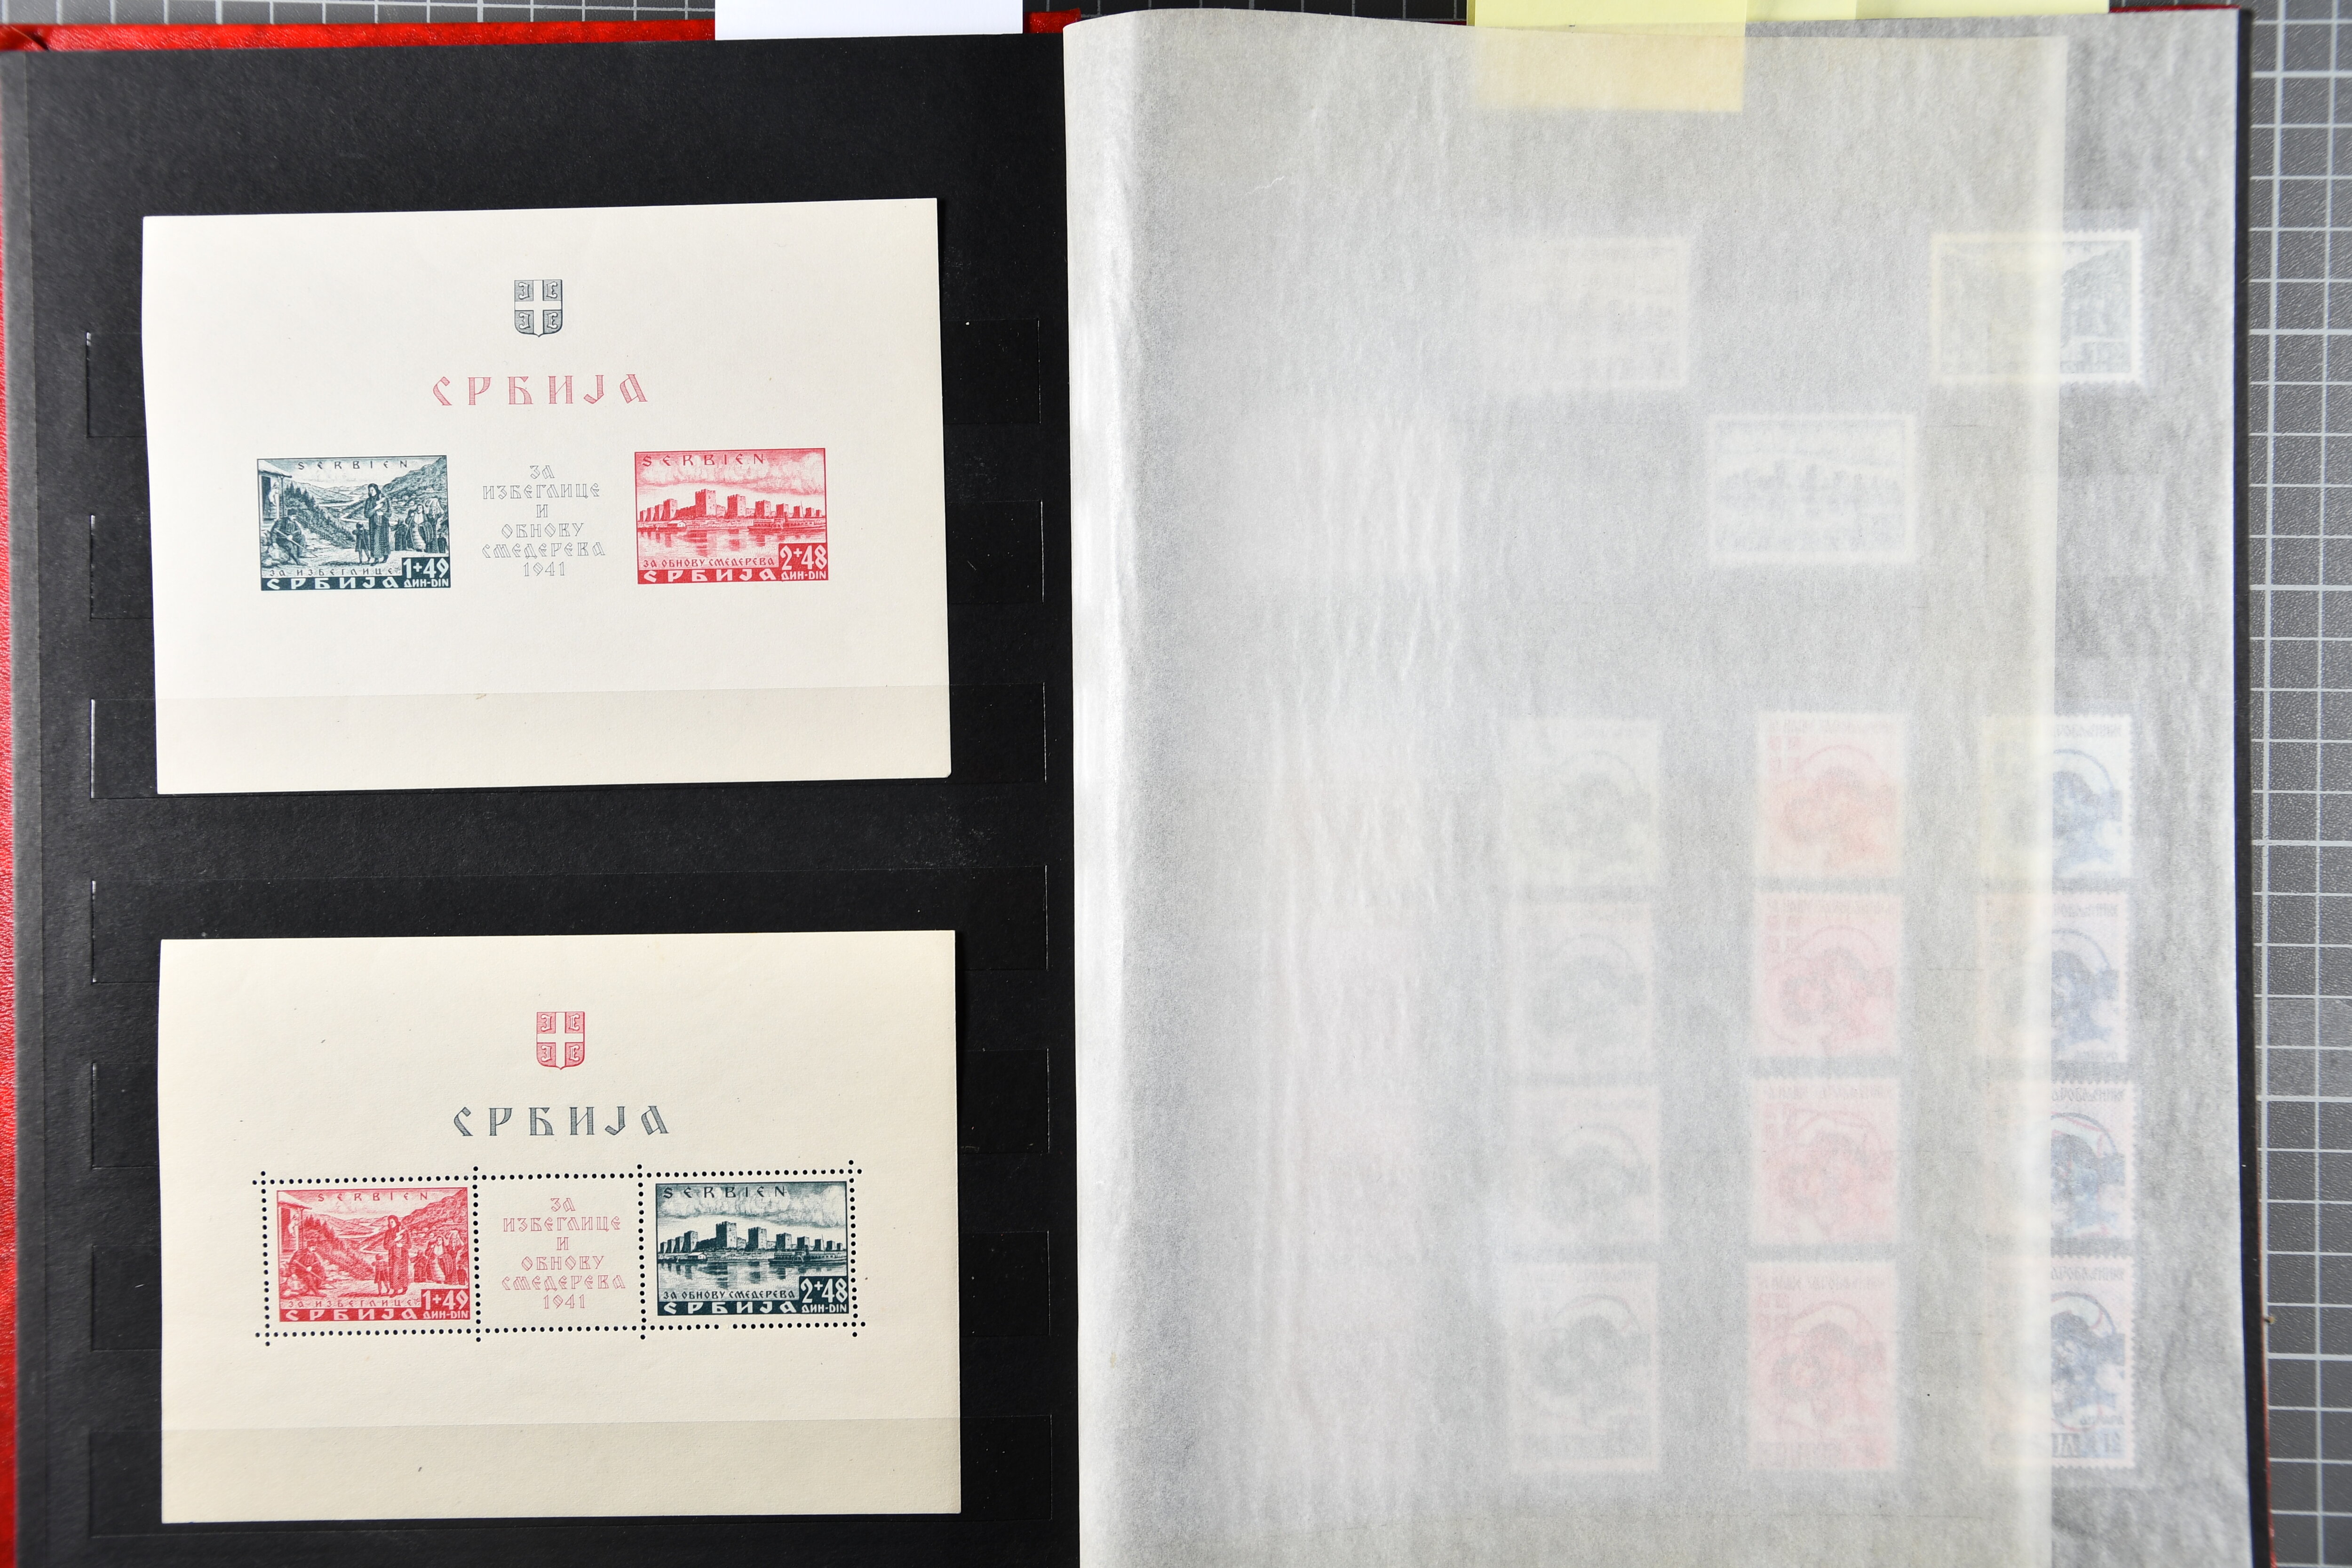 СРБИЈА
SERBIEN
ЗА ИЗБЕГЛИЦЕ
1+49
СРБИЈА
ДИН-DIN
ЗА
ИЗБЕГЛИЦЕ
И
ОБНОВУ
СМЕДЕРЕВА
1941
SERBIEN
ЗА ОБНОВУ СМЕДЕРЕВА
2+48
СРБИЈА
ДИН-DIN
СРБИЈА
SERBIEN
ЗА ИЗБЕГЛИЦЕ
1+49
СРБИЈА
ДИН-DIN
ЗА
ИЗБЕГЛИЦЕ
И
ОБНОВУ
СМЕДЕРЕВА
1941
SERBIEN
ЗА ОБНОВУ СМЕДЕРЕВА
2+48
СРБИЈА
ДИН-DIN